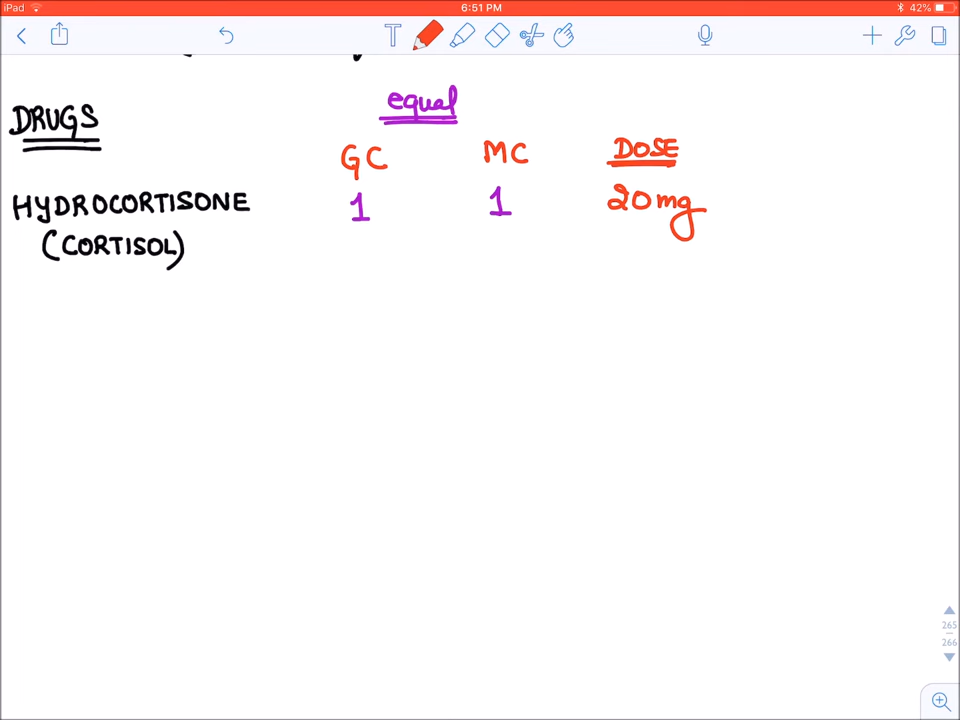 iPad 6:51 PM 42%
T
equal
DRUGS
GC MC DOSE
HYDROCORTISONE 1 1 20mg
(CORTISOL)
265
266